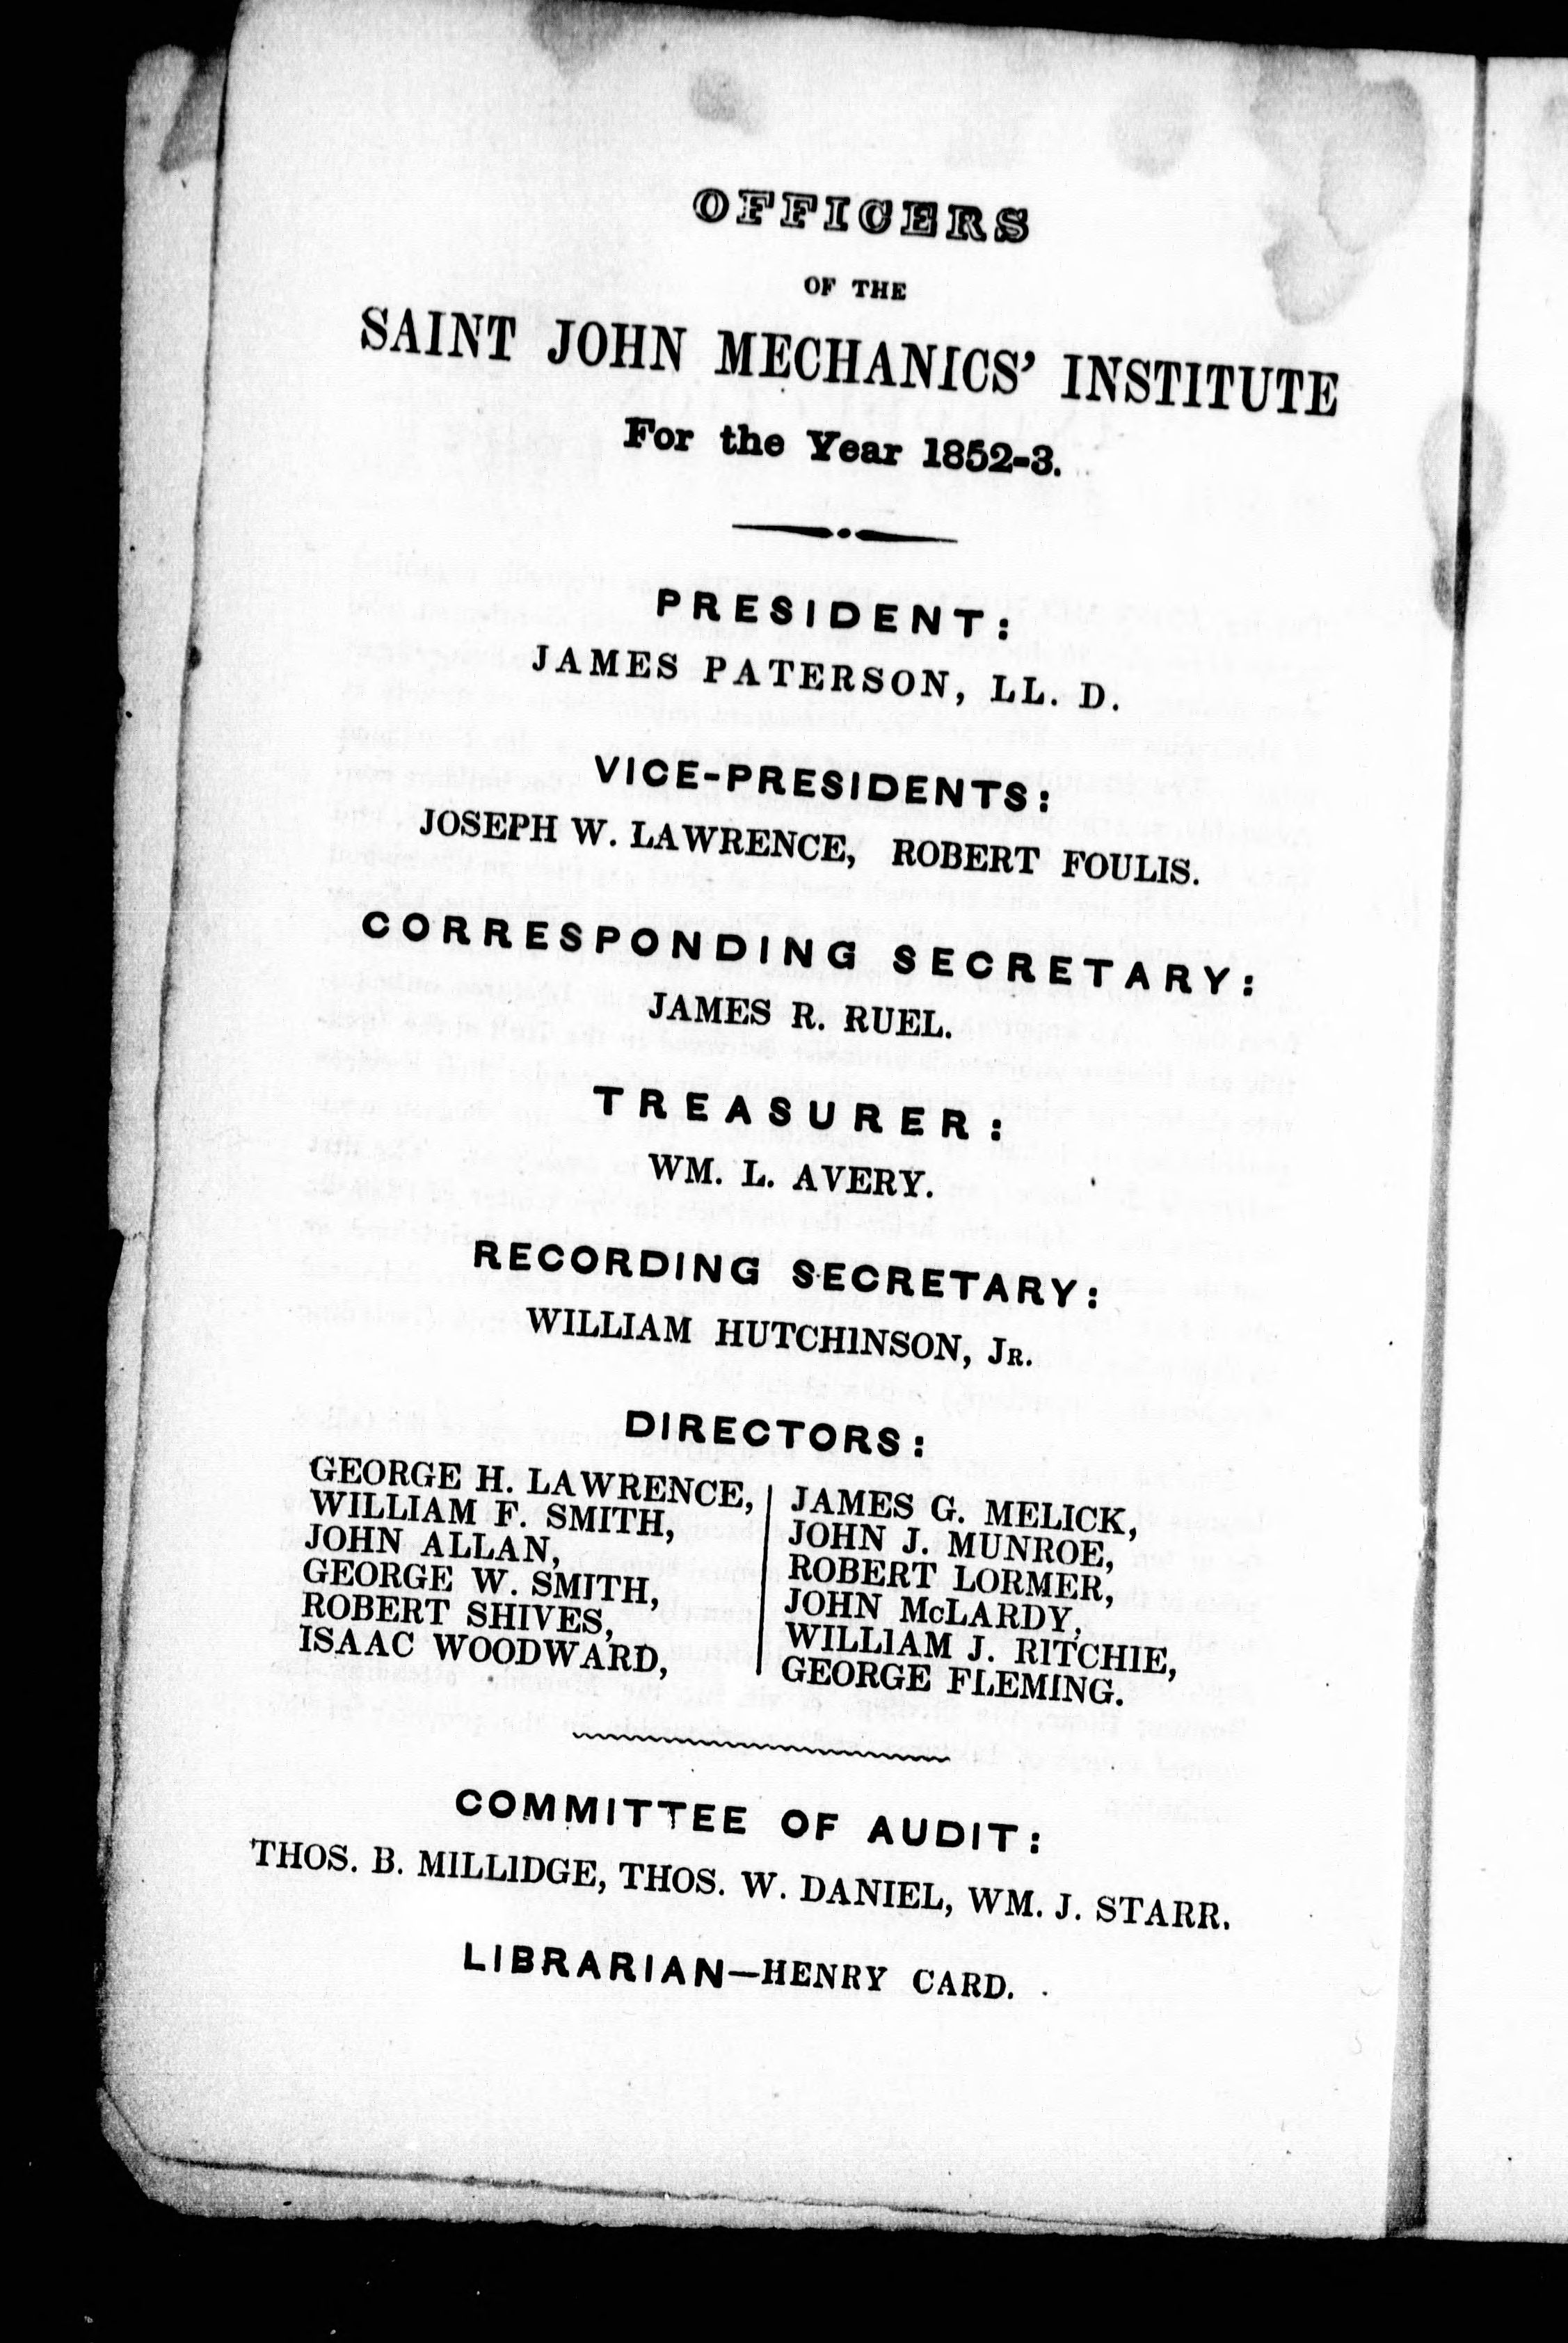 OFFICERS
OF THE
SAINT JOHN MECHANICS' INSTITUTE
For the Year 1852-3.
PRESIDENT:
JAMES PATERSON, LL. D.
VICE-PRESIDENTS:
JOSEPH W. LAWRENCE, ROBERT FOULIS.
CORRESPONDING SECRETARY:
JAMES R. RUEL.
TREASURER:
WM. L. AVERY.
RECORDING SECRETARY:
WILLIAM HUTCHINSON, JR.
DIRECTORS:
GEORGE H. LAWRENCE,
WILLIAM F. SMITH,
JOHN ALLAN,
GEORGE W. SMITH,
ROBERT SHIVES,
ISAAC WOODWARD,
JAMES G. MELICK,
JOHN J. MUNROE,
ROBERT LORMER,
JOHN McLARDY,
WILLIAM J. RITCHIE,
GEORGE FLEMING.
COMMITTEE OF AUDIT:
THOS. B. MILLIDGE, THOS. W. DANIEL, WM. J. STARR.
LIBRARIAN—HENRY CARD.